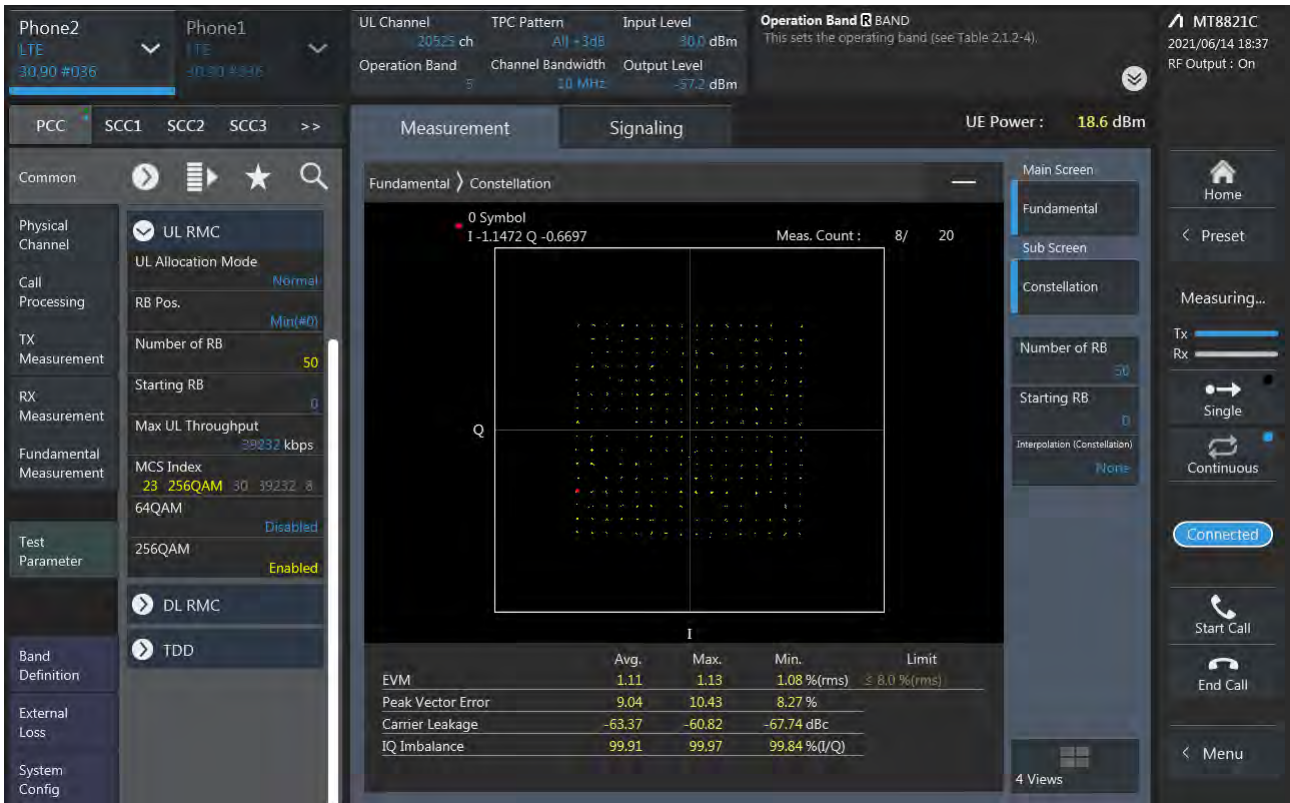 Phone2
LTE
30.90 #036
Phone1
LTE
30.90 #036
UL Channel
20525 ch
TPC Pattern
All +3dB
Input Level
30.0 dBm
Operation Band
5
Channel Bandwidth
10 MHz
Output Level
-57.2 dBm
Operation Band R BAND
This sets the operating band (see Table 2.1.2-4).
MT8821C
2021/06/14 18:37
RF Output : On
PCC SCC1 SCC2 SCC3 >>
Measurement
Signaling
UE Power : 18.6 dBm
Common
Physical
Channel
Call
Processing
TX
Measurement
RX
Measurement
Fundamental
Measurement
Test
Parameter
Band
Definition
External
Loss
System
Config
UL RMC
UL Allocation Mode
Normal
RB Pos.
Min(#0)
Number of RB
50
Starting RB
0
Max UL Throughput
39232 kbps
MCS Index
23 256QAM 30 39232 8
64QAM
Disabled
256QAM
Enabled
DL RMC
TDD
Fundamental 〉Constellation
0 Symbol
I -1.1472 Q -0.6697
Meas. Count : 8/ 20
Q
I
Avg. Max. Min. Limit
EVM 1.11 1.13 1.08 %(rms) ≤ 8.0 %(rms)
Peak Vector Error 9.04 10.43 8.27 %
Carrier Leakage -63.37 -60.82 -67.74 dBc
IQ Imbalance 99.91 99.97 99.84 %(I/Q)
Main Screen
Fundamental
Sub Screen
Constellation
Number of RB
50
Starting RB
0
Interpolation (Constellation)
None
4 Views
Home
< Preset
Measuring...
Tx
Rx
Single
Continuous
Connected
Start Call
End Call
< Menu